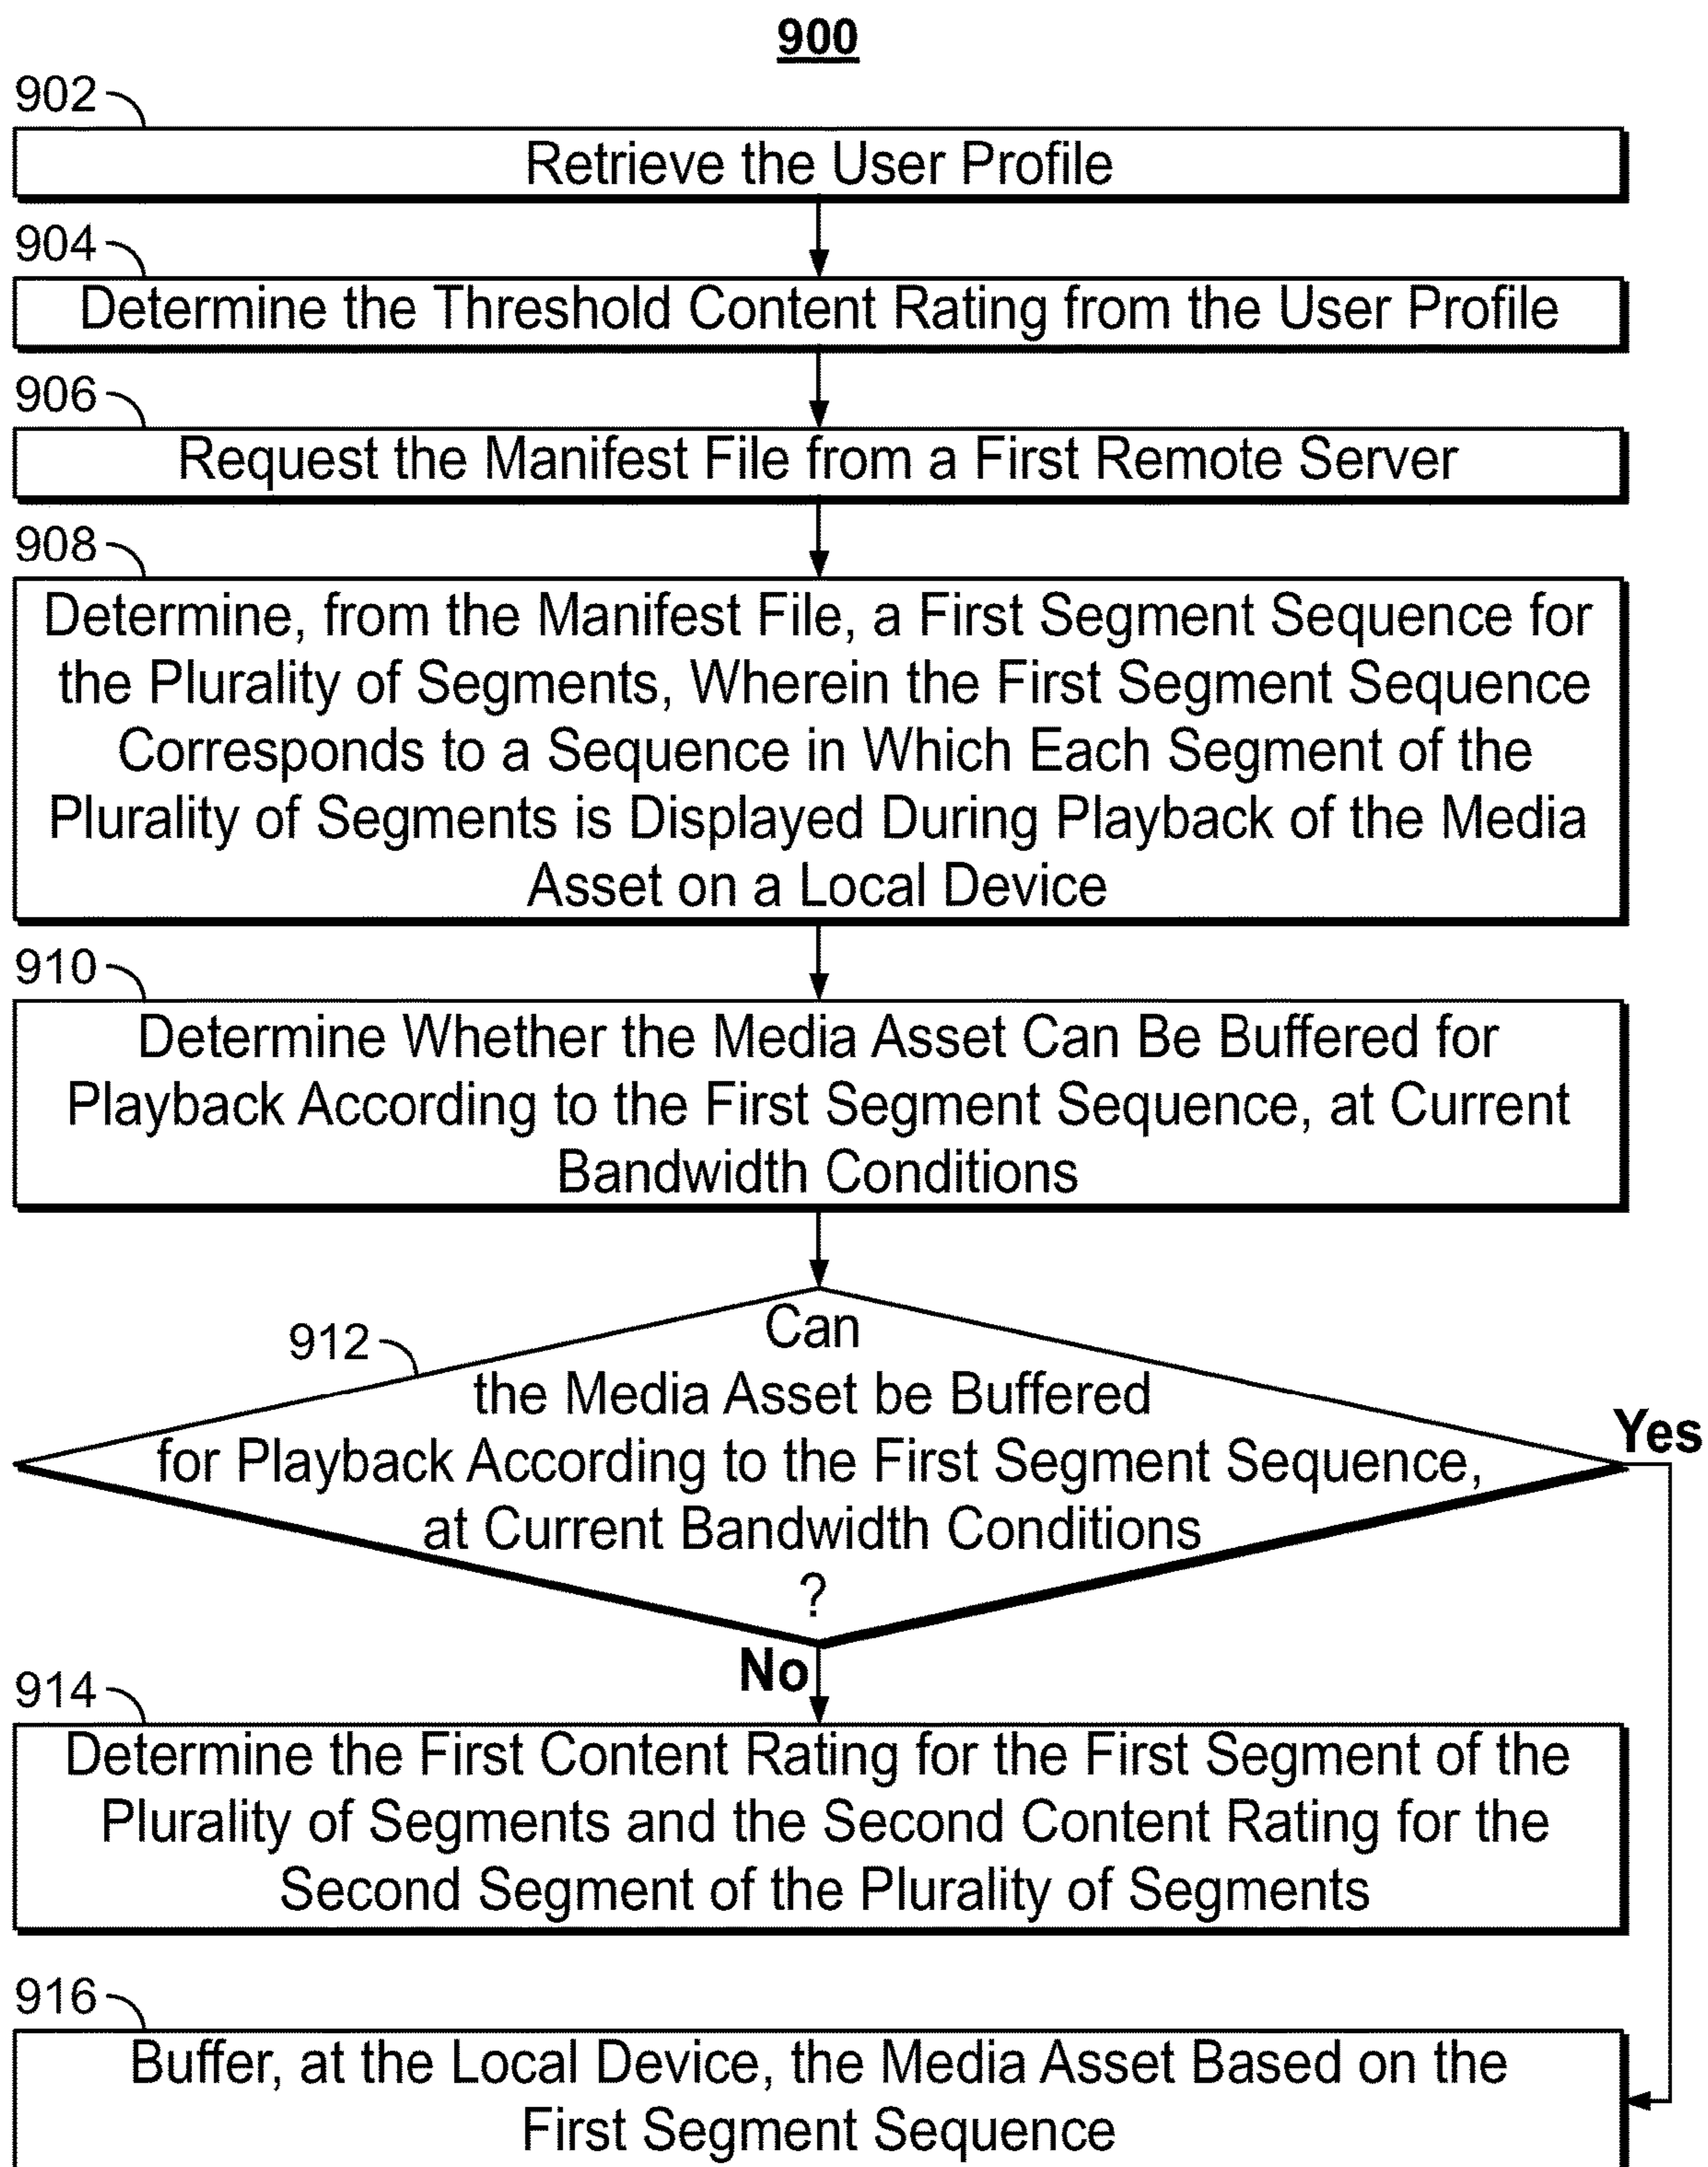 900
902
Retrieve the User Profile
904
Determine the Threshold Content Rating from the User Profile
906
Request the Manifest File from a First Remote Server
908
Determine, from the Manifest File, a First Segment Sequence for
the Plurality of Segments, Wherein the First Segment Sequence
Corresponds to a Sequence in Which Each Segment of the
Plurality of Segments is Displayed During Playback of the Media
Asset on a Local Device
910
Determine Whether the Media Asset Can Be Buffered for
Playback According to the First Segment Sequence, at Current
Bandwidth Conditions
912
Can
the Media Asset be Buffered
for Playback According to the First Segment Sequence,
at Current Bandwidth Conditions
?
Yes
No
914
Determine the First Content Rating for the First Segment of the
Plurality of Segments and the Second Content Rating for the
Second Segment of the Plurality of Segments
916
Buffer, at the Local Device, the Media Asset Based on the
First Segment Sequence